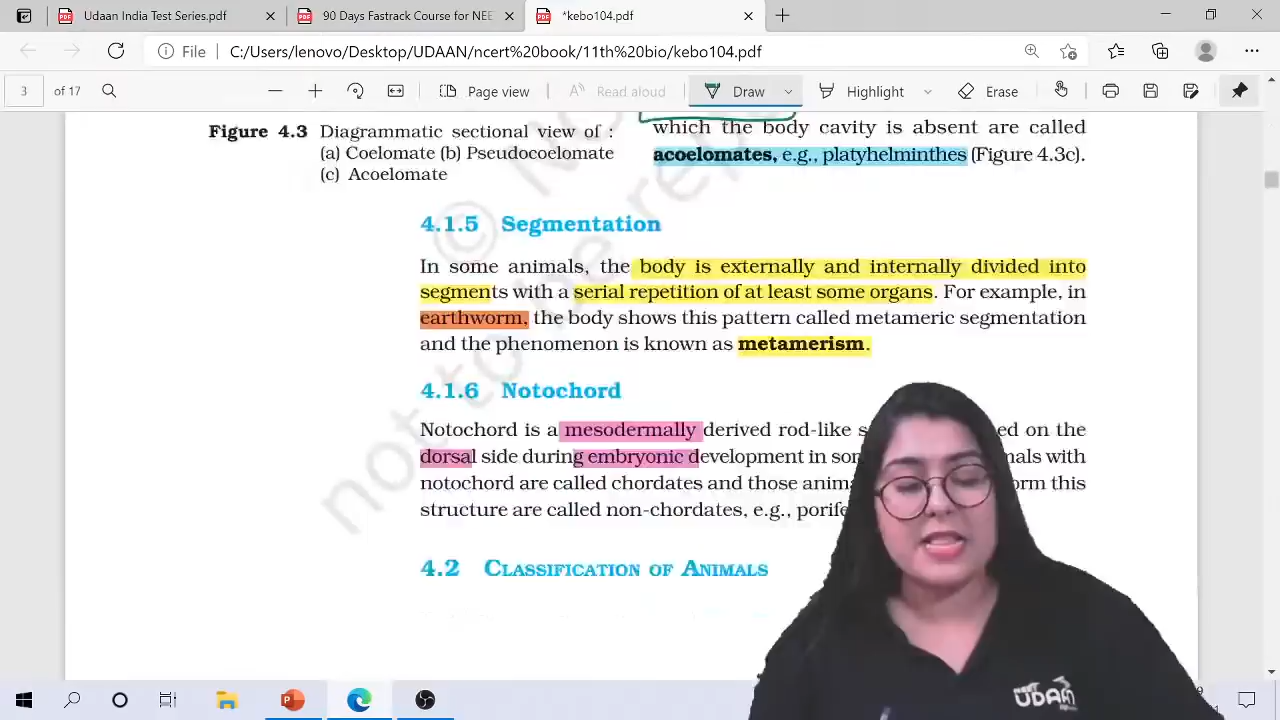 Udaan India Test Series.pdf
90 Days Fastrack Course for NE
*kebo104.pdf
File
C:/Users/lenovo/Desktop/UDAAN/ncert%20book/11th%20bio/kebo104.pdf
3 of 17
Page view
Read aloud
Draw
Highlight
Erase
which the body cavity is absent are called
acoelomates, e.g., platyhelminthes (Figure 4.3c).
Figure 4.3 Diagrammatic sectional view of :
(a) Coelomate (b) Pseudocoelomate
(c) Acoelomate
4.1.5 Segmentation
In some animals, the body is externally and internally divided into
segments with a serial repetition of at least some organs. For example, in
earthworm, the body shows this pattern called metameric segmentation
and the phenomenon is known as metamerism.
4.1.6 Notochord
Notochord is a mesodermally derived rod-like ed on the
dorsal side during embryonic development in mals with
notochord are called chordates and those anima orm this
structure are called non-chordates, e.g., porife
4.2 CLASSIFICATION OF ANIMALS
not to be re
UDAAN